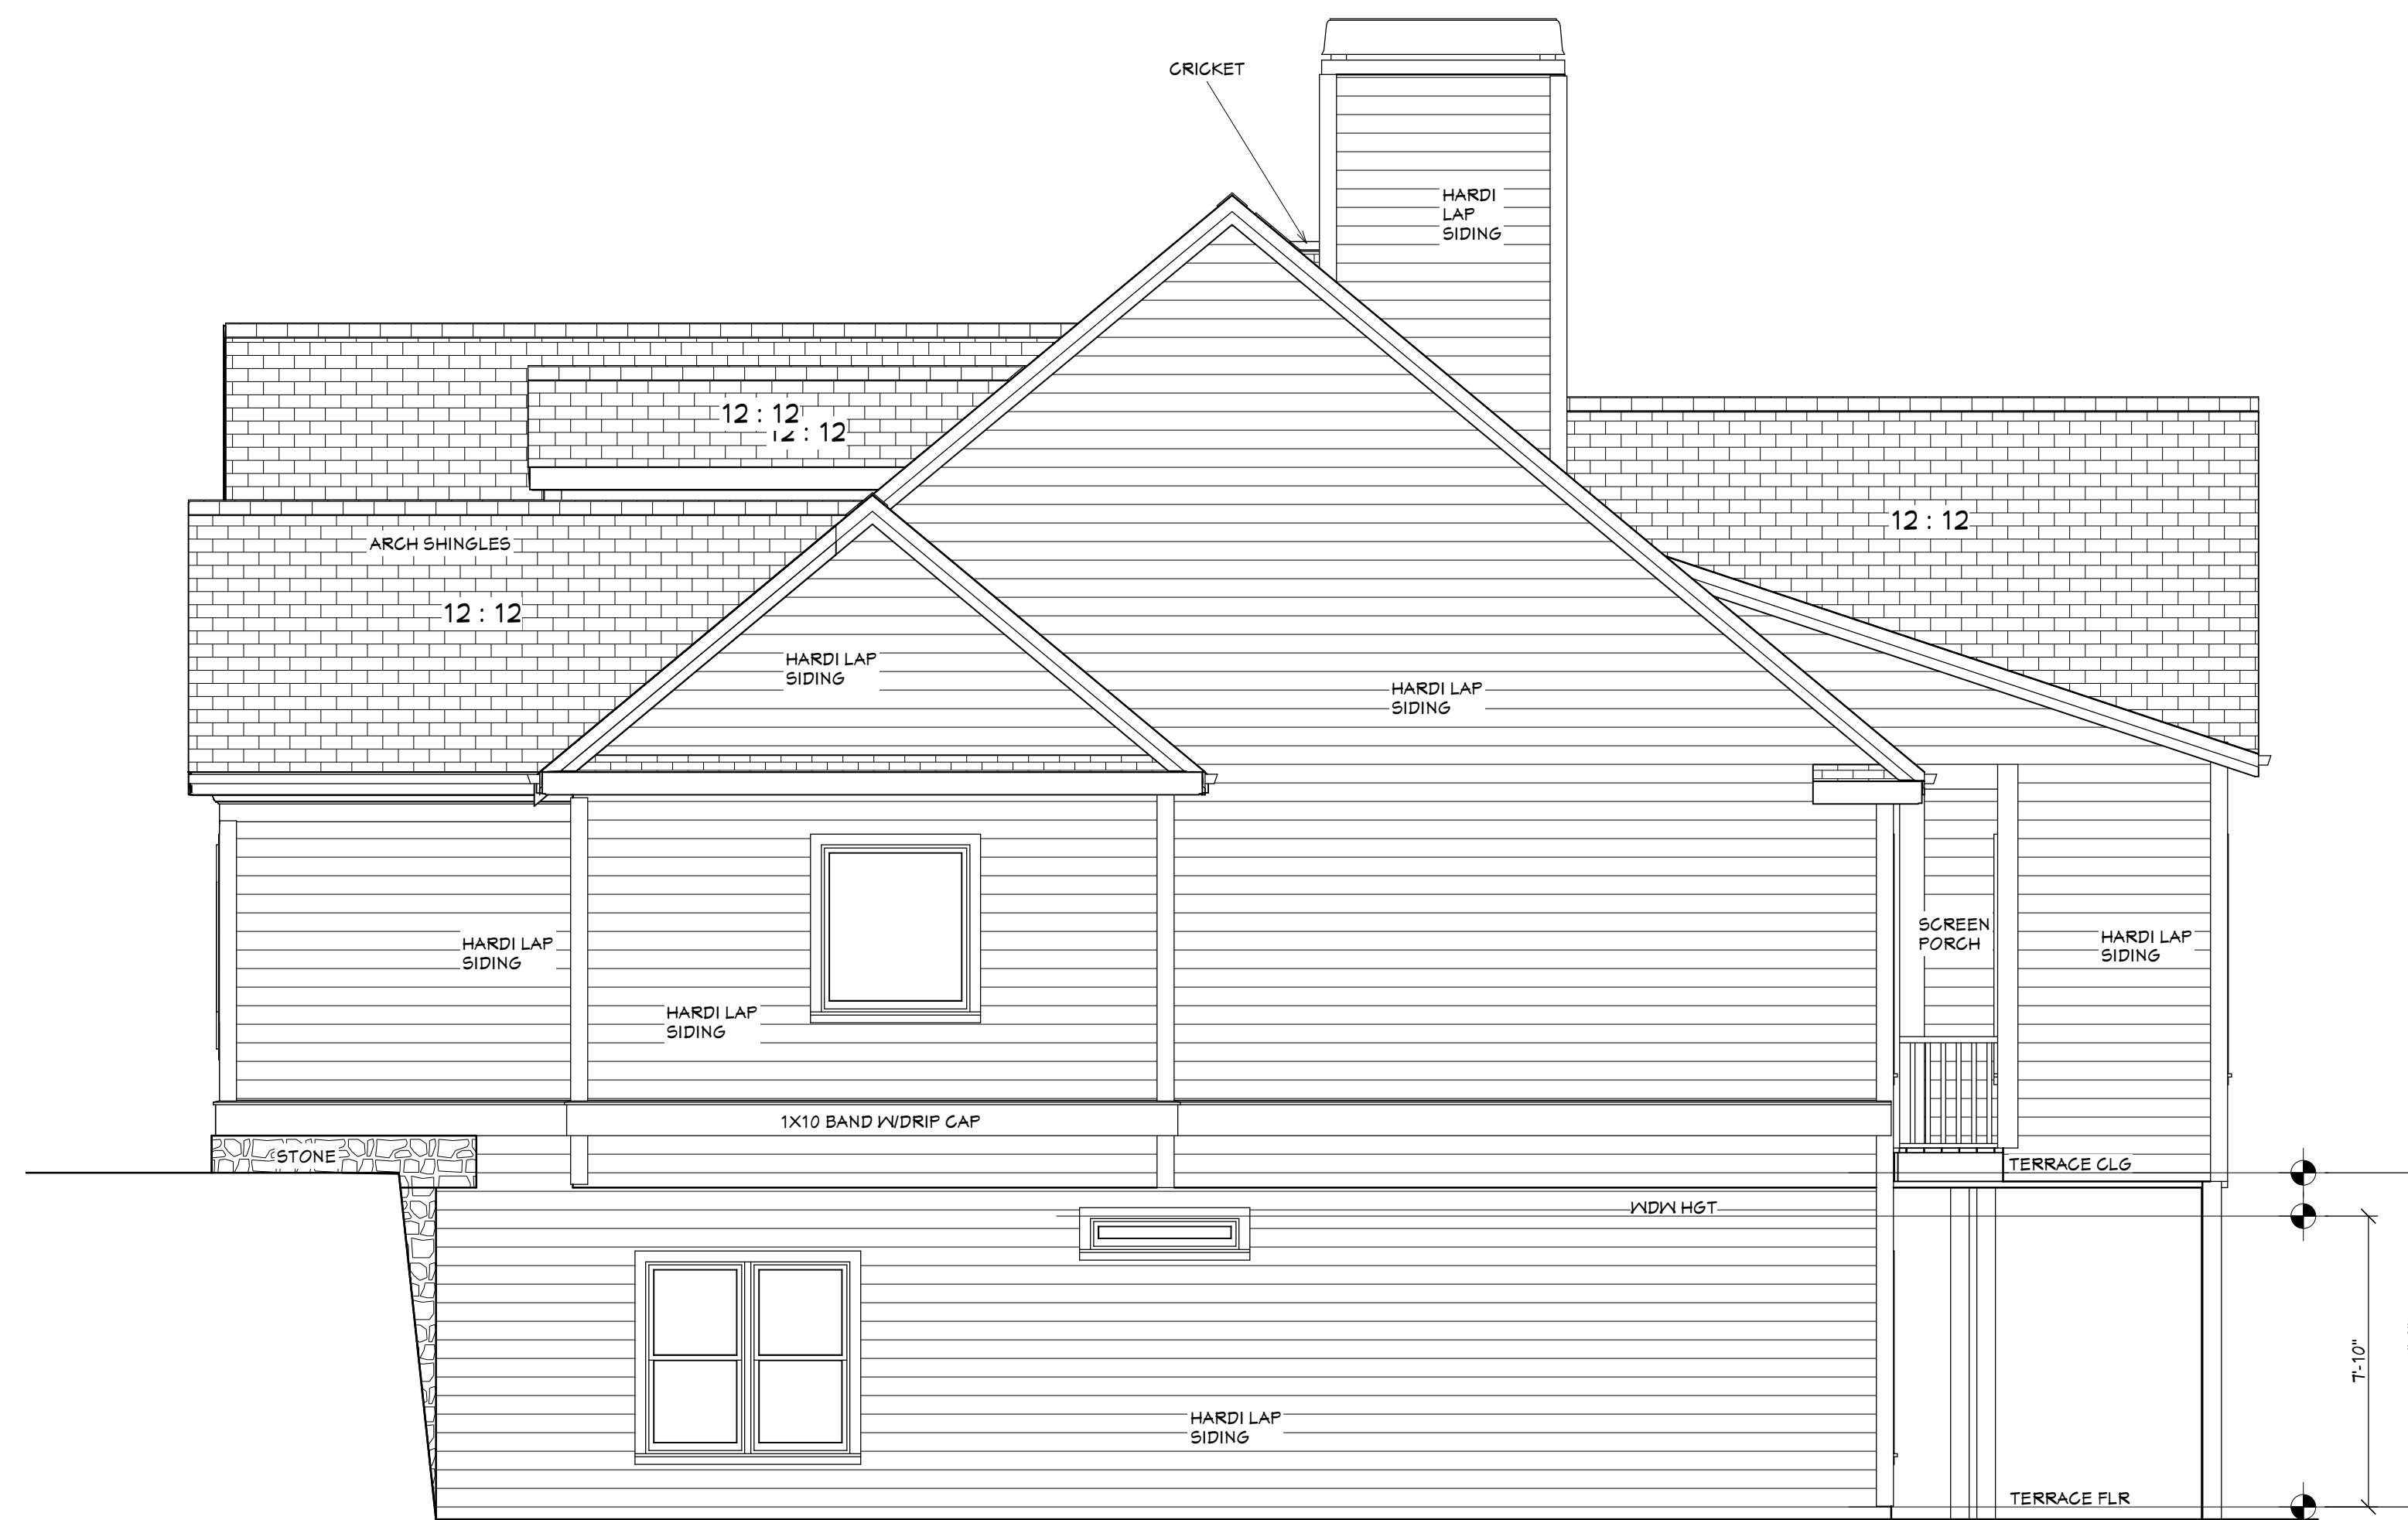 CRICKET
HARDI
LAP
SIDING
12 : 12
12 : 12
12 : 12
ARCH SHINGLES
12 : 12
HARDI LAP
SIDING
HARDI LAP
SIDING
SCREEN
PORCH
HARDI LAP
SIDING
HARDI LAP
SIDING
HARDI LAP
SIDING
1X10 BAND W/DRIP CAP
STONE
TERRACE CLG
WDW HGT
7'-10"
HARDI LAP
SIDING
TERRACE FLR